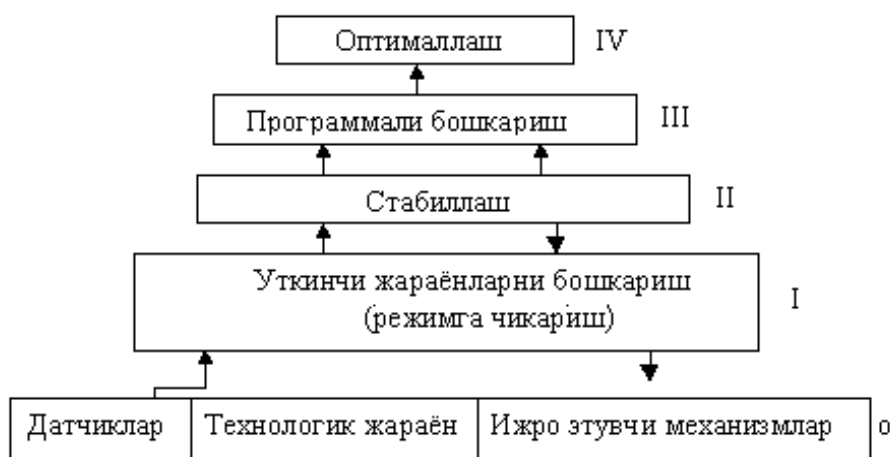 Оптималлаш IV
Программали бошкариш III
Стабиллаш II
Уткинчи жараёнларни бошкариш
(режимга чикариш) I
Датчиклар Технологик жараён Ижро этувчи механизмлар о